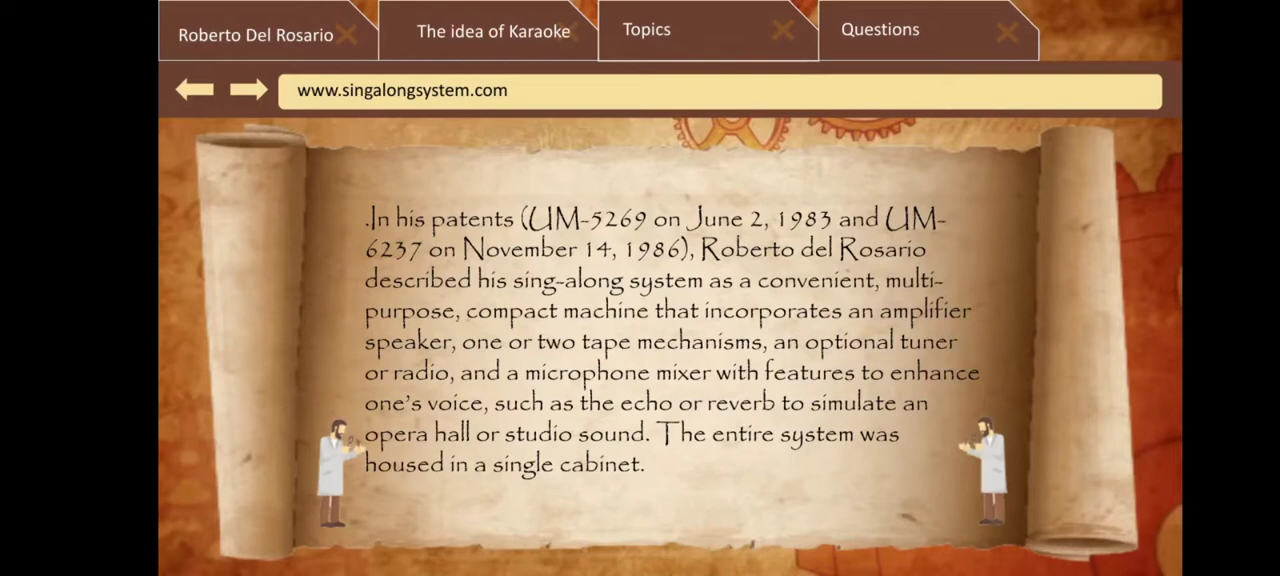 Roberto Del Rosario
The idea of Karaoke
Topics
Questions
www.singalongsystem.com
.In his patents (UM-5269 on June 2, 1983 and UM-
6237 on November 14, 1986), Roberto del Rosario
described his sing-along system as a convenient, multi-
purpose, compact machine that incorporates an amplifier
speaker, one or two tape mechanisms, an optional tuner
or radio, and a microphone mixer with features to enhance
one's voice, such as the echo or reverb to simulate an
opera hall or studio sound. The entire system was
housed in a single cabinet.